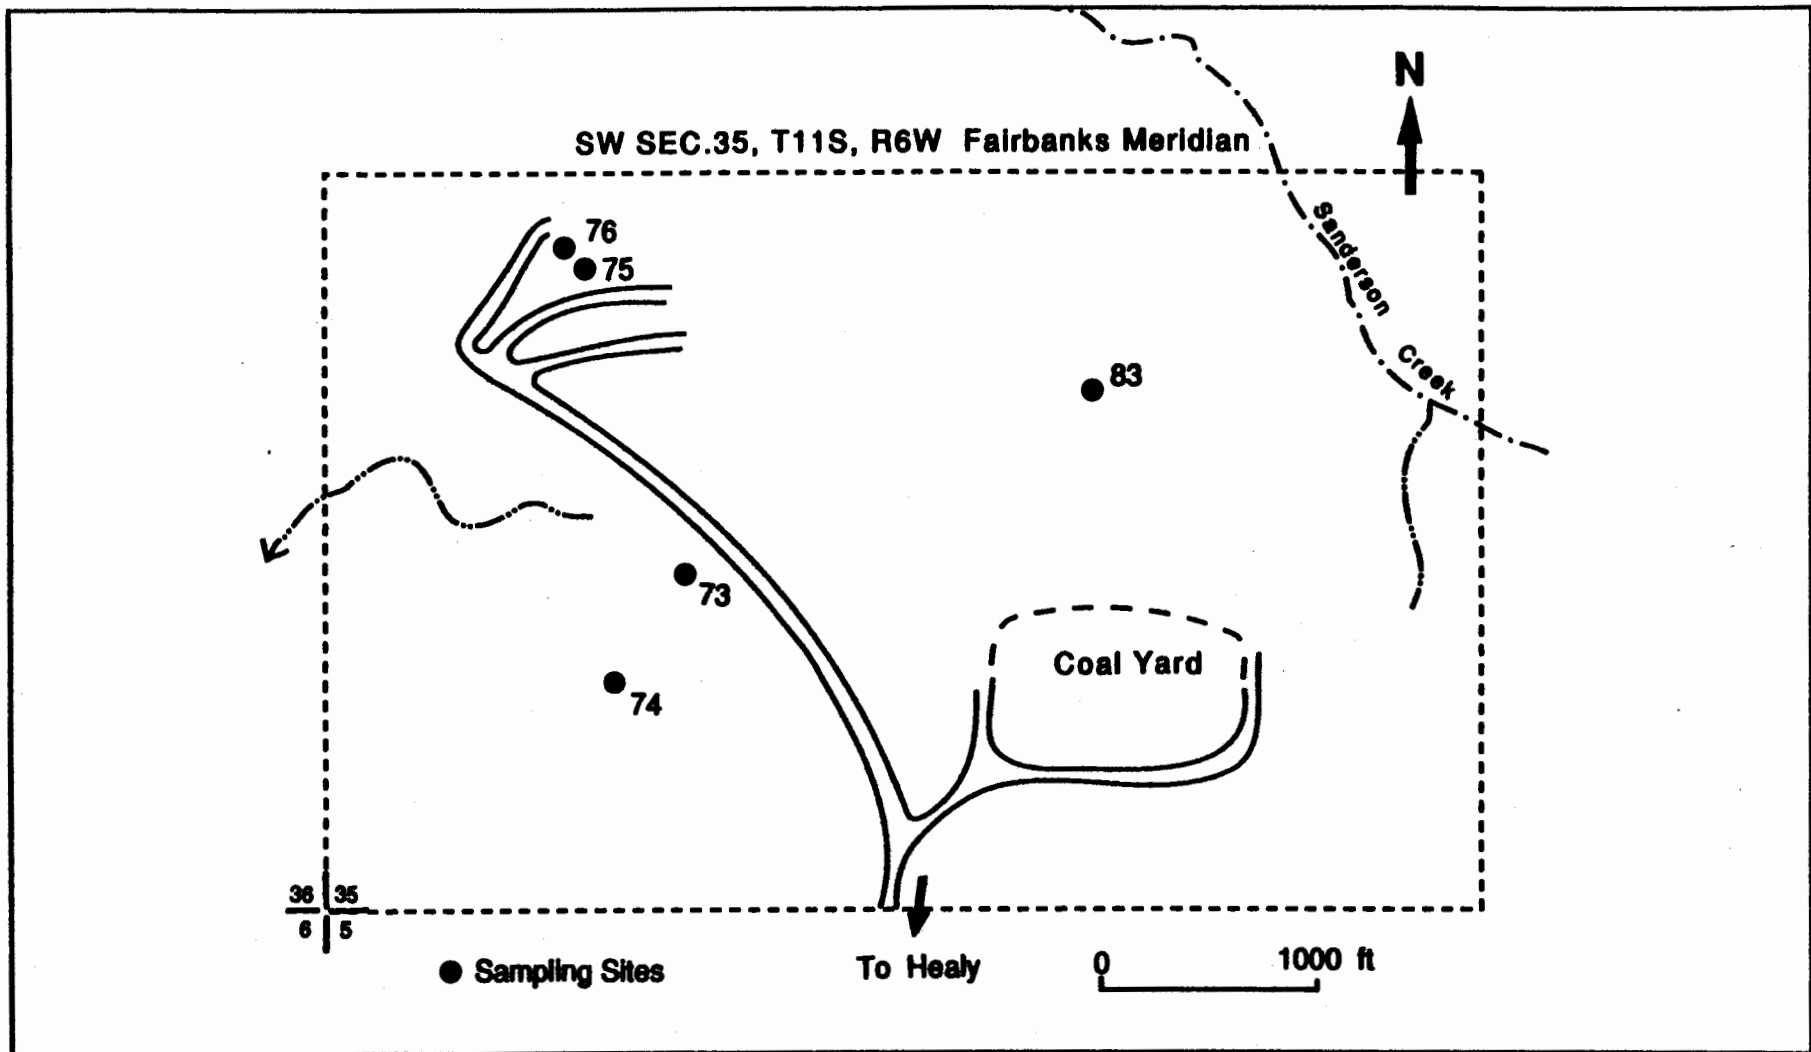 N
SW SEC.35, T11S, R6W Fairbanks Meridian
Sanderson
Creek
76
75
83
73
74
Coal Yard
36 35
6 5
Sampling Sites
To Healy
0 1000 ft